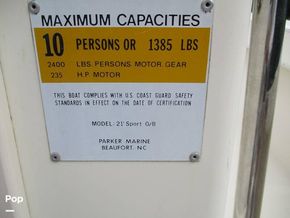 MAXIMUM CAPACITIES
10 PERSONS OR 1385 LBS
2400 LBS. PERSONS. MOTOR. GEAR
235 H.P. MOTOR
THIS BOAT COMPLIES WITH U.S. COAST GUARD SAFETY
STANDARDS IN EFFECT ON THE DATE OF CERTIFICATION
MODEL: 21' Sport O/B
PARKER MARINE
BEAUFORT, NC
Pop